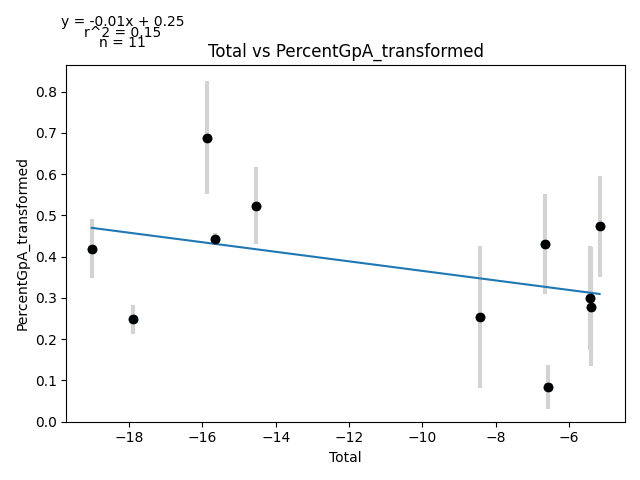 y = -0.01x + 0.25
r^2 = 0.15
n = 11
Total vs PercentGpA_transformed
PercentGpA_transformed
0.8
0.7
0.6
0.5
0.4
0.3
0.2
0.1
0.0
−18
−16
−14
−12
−10
−8
−6
Total